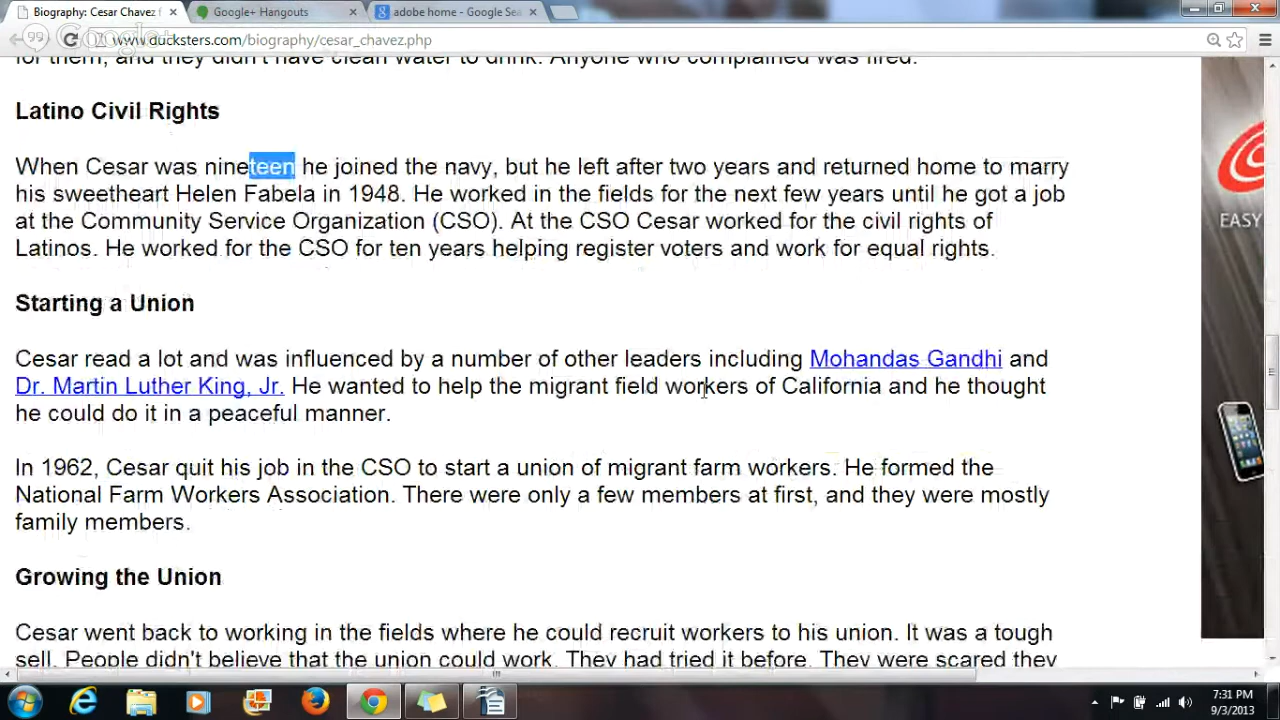 Biography: Cesar Chavez f
Google+ Hangouts
adobe home - Google Sea
Google+
www.ducksters.com/biography/cesar_chavez.php
for them, and they didn't have clean water to drink. Anyone who complained was fired.
Latino Civil Rights
When Cesar was nineteen he joined the navy, but he left after two years and returned home to marry
his sweetheart Helen Fabela in 1948. He worked in the fields for the next few years until he got a job
at the Community Service Organization (CSO). At the CSO Cesar worked for the civil rights of
Latinos. He worked for the CSO for ten years helping register voters and work for equal rights.
EASY
Starting a Union
Cesar read a lot and was influenced by a number of other leaders including Mohandas Gandhi and
Dr. Martin Luther King, Jr. He wanted to help the migrant field workers of California and he thought
he could do it in a peaceful manner.
In 1962, Cesar quit his job in the CSO to start a union of migrant farm workers. He formed the
National Farm Workers Association. There were only a few members at first, and they were mostly
family members.
Growing the Union
Cesar went back to working in the fields where he could recruit workers to his union. It was a tough
sell. People didn't believe that the union could work. They had tried it before. They were scared they
7:31 PM
9/3/2013